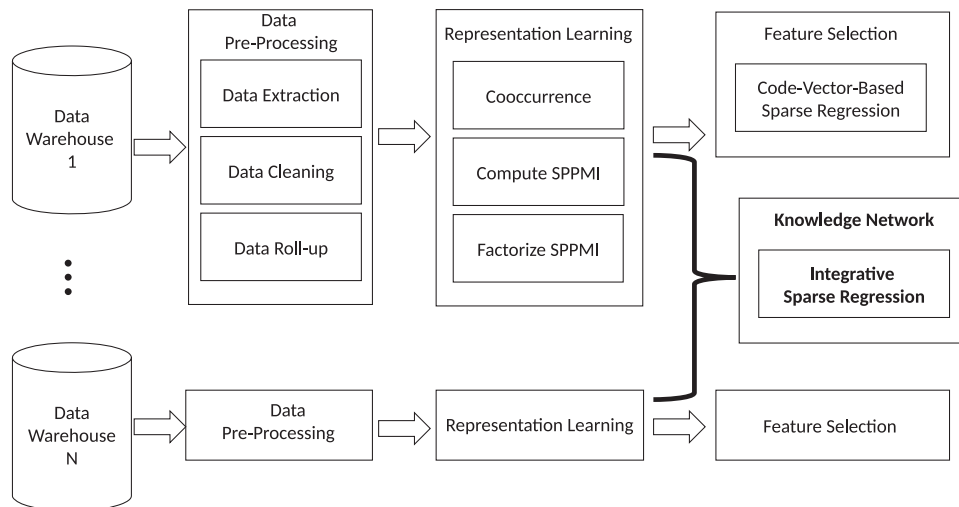 Data
Warehouse
1
Data
Pre-Processing
Data Extraction
Data Cleaning
Data Roll-up
Representation Learning
Cooccurrence
Compute SPPMI
Factorize SPPMI
Feature Selection
Code-Vector-Based
Sparse Regression
Knowledge Network
Integrative
Sparse Regression
Data
Warehouse
N
Data
Pre-Processing
Representation Learning
Feature Selection